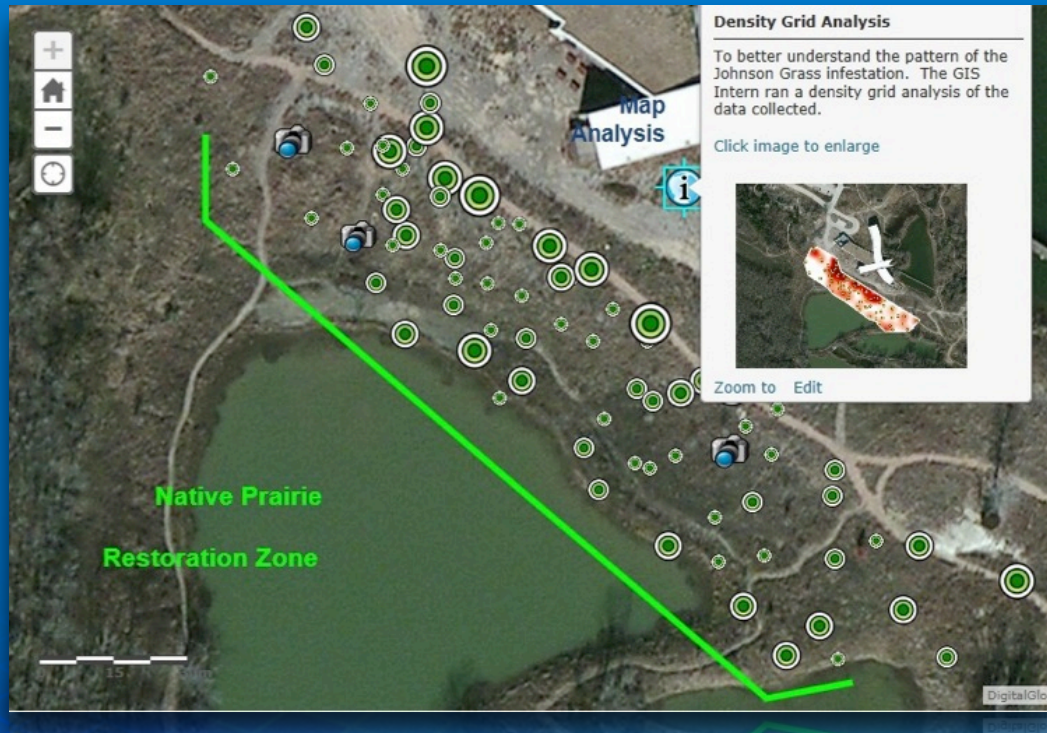 Density Grid Analysis
To better understand the pattern of the
Johnson Grass infestation. The GIS
Intern ran a density grid analysis of the
data collected.
Click image to enlarge
Zoom to Edit
Map
Analysis
i
Native Prairie
Restoration Zone
15
DigitalGlo